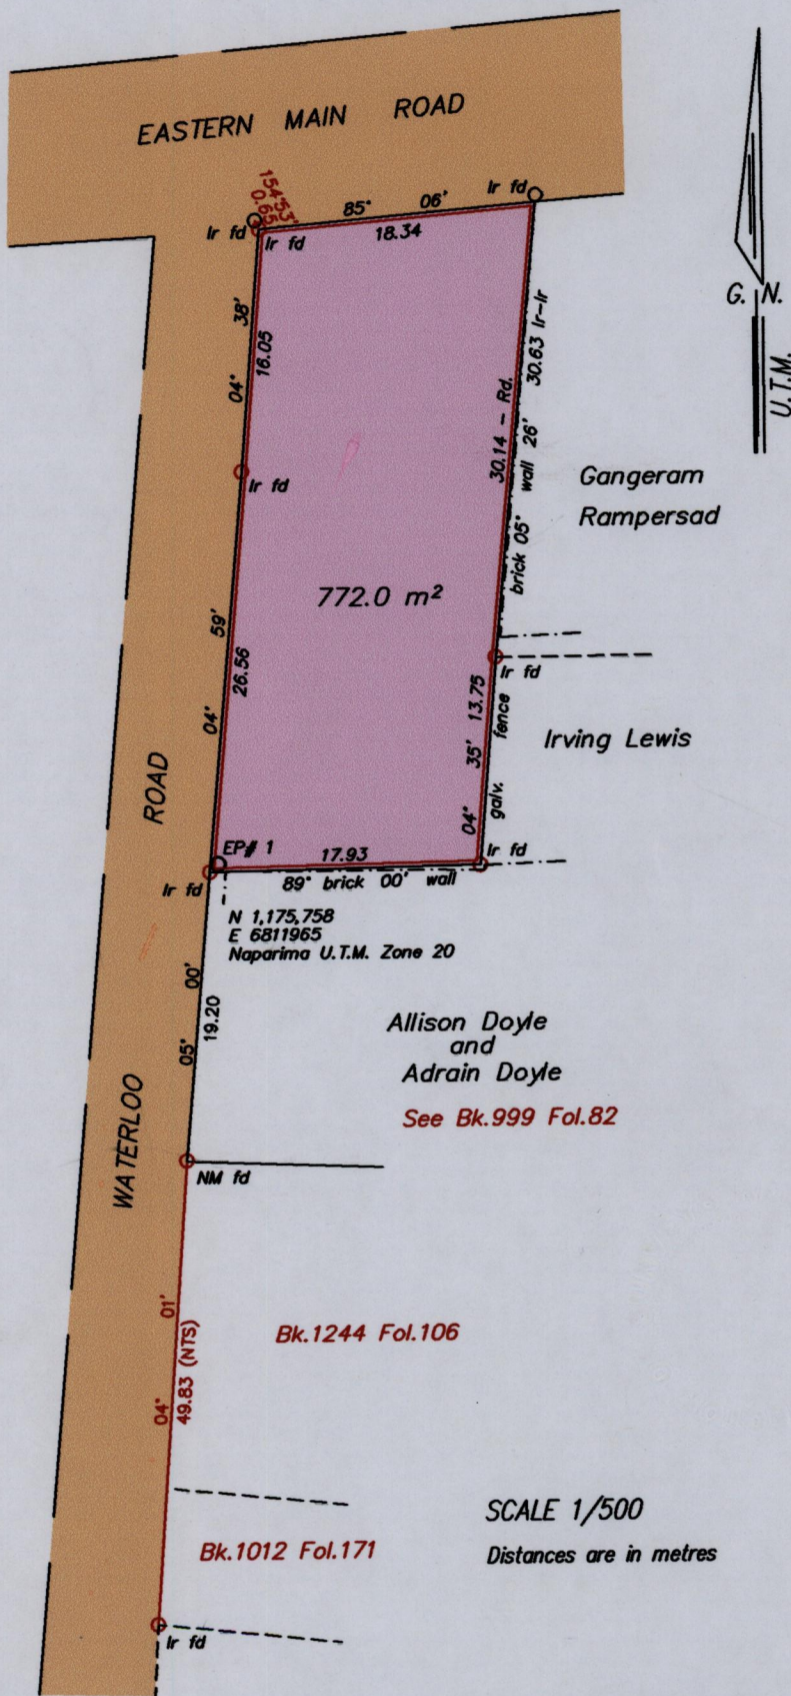 EASTERN MAIN ROAD
154°53'
0.65
Ir fd
Ir fd
85° 06'
18.34
Ir fd
G. N.
U.T.M.
04° 38'
16.05
Ir fd
30.14 - Rd.
30.63 Ir-Ir
brick 05° wall 26'
Gangeram
Rampersad
772.0 m²
04° 59'
26.56
Ir fd
04° 35' 13.75
galv. fence
Irving Lewis
EP# 1
17.93
Ir fd
Ir fd
89° brick 00' wall
N 1,175,758
E 6811965
Naparima U.T.M. Zone 20
WATERLOO ROAD
05° 00'
19.20
Allison Doyle
and
Adrain Doyle
See Bk.999 Fol.82
NM fd
04° 01'
49.83 (NTS)
Bk.1244 Fol.106
SCALE 1/500
Distances are in metres
Bk.1012 Fol.171
Ir fd